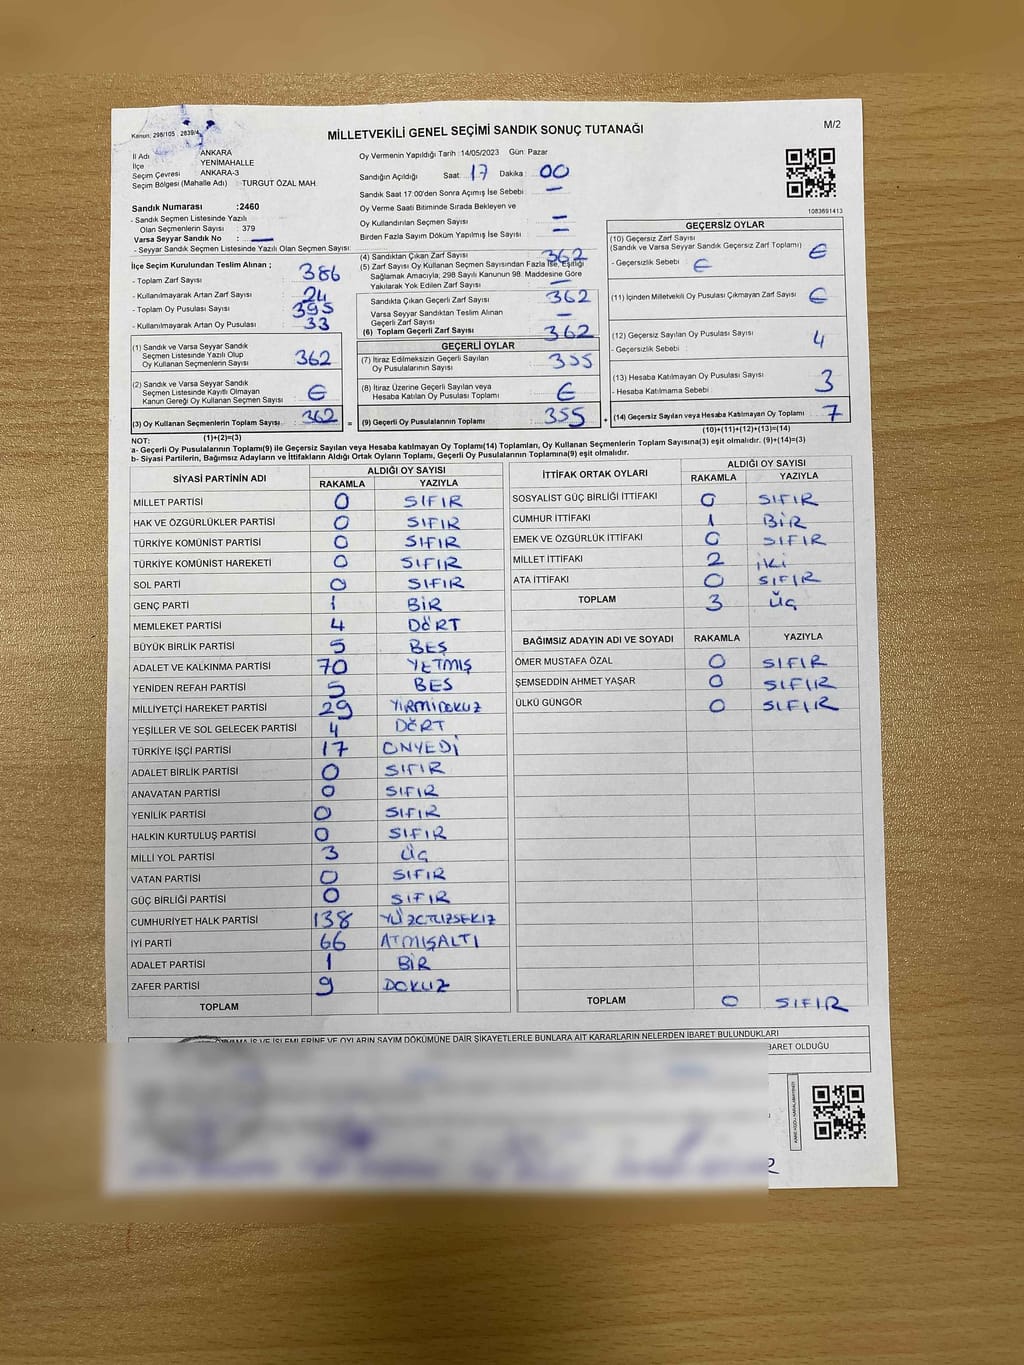 Kanun: 298/105 , 2839/4
MİLLETVEKİLİ GENEL SEÇİMİ SANDIK SONUÇ TUTANAĞI
M/2
İl Adı : ANKARA
İlçe : YENİMAHALLE
Seçim Çevresi : ANKARA-3
Seçim Bölgesi (Mahalle Adı) : TURGUT ÖZAL MAH.
Sandık Numarası :2460
- Sandık Seçmen Listesinde Yazılı
Olan Seçmenlerin Sayısı : 379
Varsa Seyyar Sandık No : —
- Seyyar Sandık Seçmen Listesinde Yazılı Olan Seçmen Sayısı:
İlçe Seçim Kurulundan Teslim Alınan ;
- Toplam Zarf Sayısı : 386
- Kullanılmayarak Artan Zarf Sayısı : 24
- Toplam Oy Pusulası Sayısı : 395
- Kullanılmayarak Artan Oy Pusulası : 33
(1) Sandık ve Varsa Seyyar Sandık
Seçmen Listesinde Yazılı Olup
Oy Kullanan Seçmenlerin Sayısı : 362
(2) Sandık ve Varsa Seyyar Sandık
Seçmen Listesinde Kayıtlı Olmayan
Kanun Gereği Oy Kullanan Seçmen Sayısı :
(3) Oy Kullanan Seçmenlerin Toplam Sayısı : 362
(1)+(2)=(3)
Oy Vermenin Yapıldığı Tarih :14/05/2023 Gün: Pazar
Sandığın Açıldığı Saat: 17 Dakika : 00
Sandık Saat 17:00'den Sonra Açımış İse Sebebi : —
Oy Verme Saati Bitiminde Sırada Bekleyen ve
Oy Kullandırılan Seçmen Sayısı : —
Birden Fazla Sayım Döküm Yapılmış İse Sayısı : —
(4) Sandıktan Çıkan Zarf Sayısı : 362
(5) Zarf Sayısı Oy Kullanan Seçmen Sayısından Fazla İse, Eşitliği
Sağlamak Amacıyla; 298 Sayılı Kanunun 98. Maddesine Göre
Yakılarak Yok Edilen Zarf Sayısı : —
Sandıkta Çıkan Geçerli Zarf Sayısı : 362
Varsa Seyyar Sandıktan Teslim Alınan
Geçerli Zarf Sayısı : —
(6) Toplam Geçerli Zarf Sayısı : 362
GEÇERLİ OYLAR
(7) İtiraz Edilmeksizin Geçerli Sayılan
Oy Pusulalarının Sayısı : 355
(8) İtiraz Üzerine Geçerli Sayılan veya
Hesaba Katılan Oy Pusulası Toplamı :
(9) Geçerli Oy Pusulalarının Toplamı : 355
1083691413
GEÇERSİZ OYLAR
(10) Geçersiz Zarf Sayısı
(Sandık ve Varsa Seyyar Sandık Geçersiz Zarf Toplamı) :
- Geçersizlik Sebebi :
(11) İçinden Milletvekili Oy Pusulası Çıkmayan Zarf Sayısı :
(12) Geçersiz Sayılan Oy Pusulası Sayısı : 4
- Geçersizlik Sebebi :
(13) Hesaba Katılmayan Oy Pusulası Sayısı : 3
- Hesaba Katılmama Sebebi :
(14) Geçersiz Sayılan veya Hesaba Katılmayan Oy Toplamı : 7
(10)+(11)+(12)+(13)=(14)
NOT:
a- Geçerli Oy Pusulalarının Toplamı(9) ile Geçersiz Sayılan veya Hesaba katılmayan Oy Toplamı(14) Toplamları, Oy Kullanan Seçmenlerin Toplam Sayısına(3) eşit olmalıdır. (9)+(14)=(3)
b- Siyasi Partilerin, Bağımsız Adayların ve İttifakların Aldığı Ortak Oyların Toplamı, Geçerli Oy Pusulalarının Toplamına(9) eşit olmalıdır.
SİYASİ PARTİNİN ADI ALDIĞI OY SAYISI
RAKAMLA YAZIYLA
MİLLET PARTİSİ 0 SIFIR
HAK VE ÖZGÜRLÜKLER PARTİSİ 0 SIFIR
TÜRKİYE KOMÜNİST PARTİSİ 0 SIFIR
TÜRKİYE KOMÜNİST HAREKETİ 0 SIFIR
SOL PARTİ 0 SIFIR
GENÇ PARTİ 1 BİR
MEMLEKET PARTİSİ 4 DÖRT
BÜYÜK BİRLİK PARTİSİ 5 BEŞ
ADALET VE KALKINMA PARTİSİ 70 YETMİŞ
YENİDEN REFAH PARTİSİ 5 BES
MİLLİYETÇİ HAREKET PARTİSİ 29 YİRMİDOKUZ
YEŞİLLER VE SOL GELECEK PARTİSİ 4 DÖRT
TÜRKİYE İŞÇİ PARTİSİ 17 ONYEDİ
ADALET BİRLİK PARTİSİ 0 SIFIR
ANAVATAN PARTİSİ 0 SIFIR
YENİLİK PARTİSİ 0 SIFIR
HALKIN KURTULUŞ PARTİSİ 0 SIFIR
MİLLİ YOL PARTİSİ 3 ÜÇ
VATAN PARTİSİ 0 SIFIR
GÜÇ BİRLİĞİ PARTİSİ 0 SIFIR
CUMHURİYET HALK PARTİSİ 138
İYİ PARTİ 66 ATMIŞALTI
ADALET PARTİSİ 1 BİR
ZAFER PARTİSİ 9 DOKUZ
TOPLAM
İTTİFAK ORTAK OYLARI ALDIĞI OY SAYISI
RAKAMLA YAZIYLA
SOSYALİST GÜÇ BİRLİĞİ İTTİFAKI 0 SIFIR
CUMHUR İTTİFAKI 1 BİR
EMEK VE ÖZGÜRLÜK İTTİFAKI 0 SIFIR
MİLLET İTTİFAKI 2 İKİ
ATA İTTİFAKI 0 SIFIR
TOPLAM 3 ÜÇ
BAĞIMSIZ ADAYIN ADI VE SOYADI RAKAMLA YAZIYLA
ÖMER MUSTAFA ÖZAL 0 SIFIR
ŞEMSEDDİN AHMET YAŞAR 0 SIFIR
ÜLKÜ GÜNGÖR 0 SIFIR
TOPLAM 0 SIFIR
İŞ VE İŞLEMLERİNE VE OYLARIN SAYIM DÖKÜMÜNE DAİR ŞİKAYETLERLE BUNLARA AİT KARARLARIN NELERDEN İBARET BULUNDUKLARI
BARET OLDUĞU